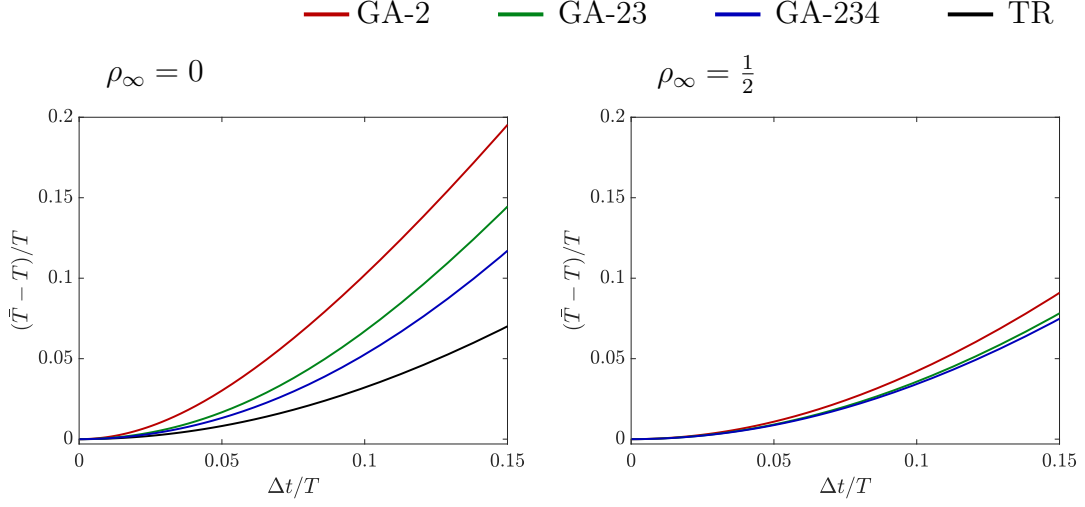 GA-2 GA-23 GA-234 TR
ρ∞ = 0
ρ∞ = 1/2
0.2
0.15
0.1
0.05
0
(T̄ − T)/T
0 0.05 0.1 0.15
Δt/T
0.2
0.15
0.1
0.05
0
(T̄ − T)/T
0 0.05 0.1 0.15
Δt/T